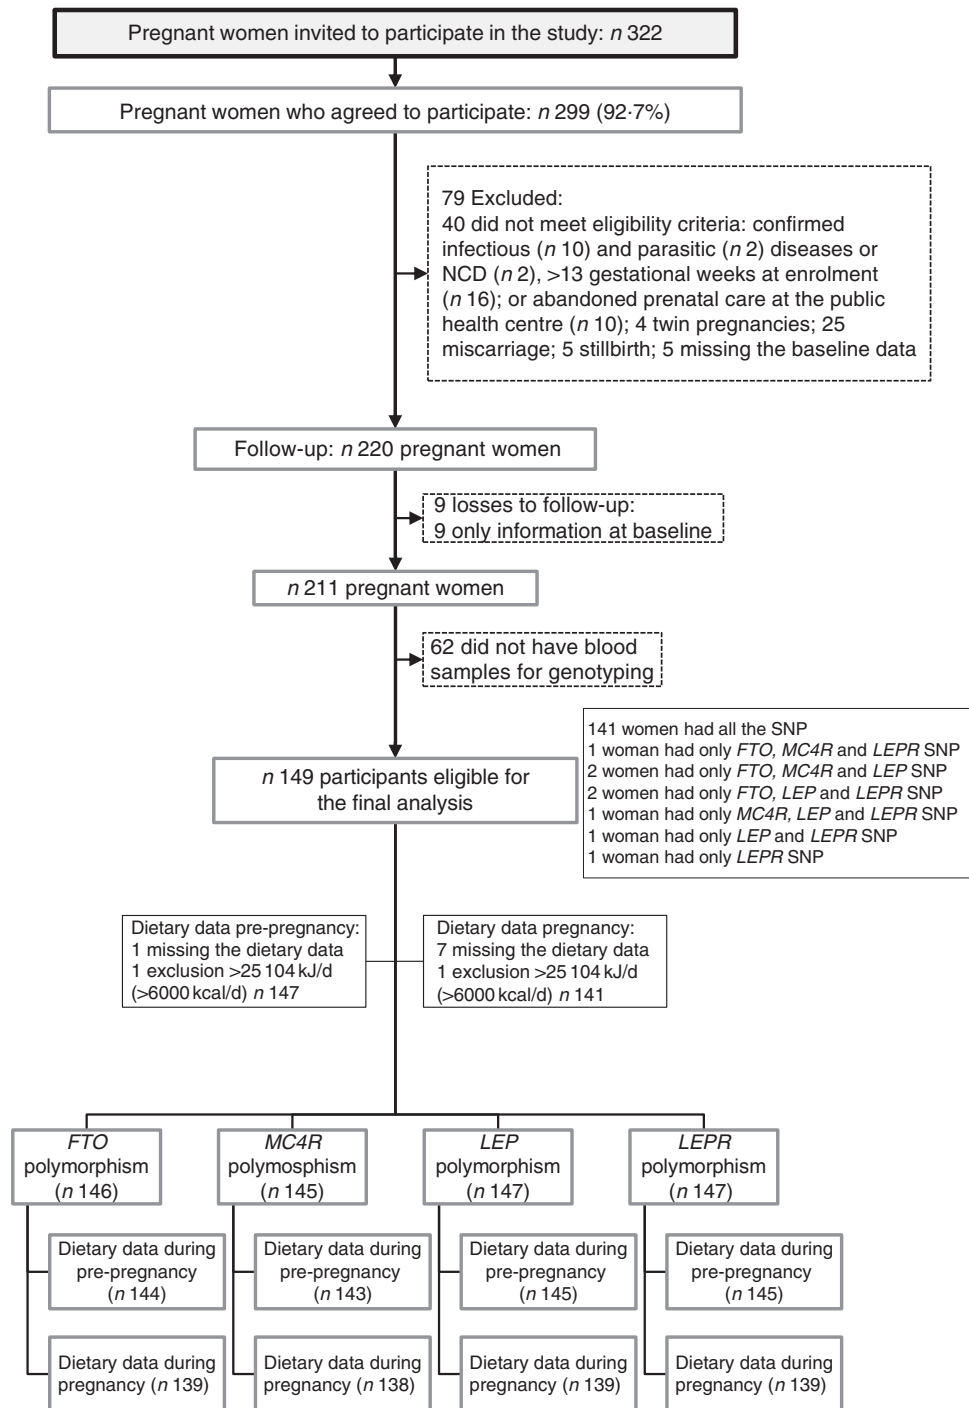 Pregnant women invited to participate in the study: n 322
Pregnant women who agreed to participate: n 299 (92·7%)
79 Excluded:
40 did not meet eligibility criteria: confirmed
infectious (n 10) and parasitic (n 2) diseases or
NCD (n 2), >13 gestational weeks at enrolment
(n 16); or abandoned prenatal care at the public
health centre (n 10); 4 twin pregnancies; 25
miscarriage; 5 stillbirth; 5 missing the baseline data
Follow-up: n 220 pregnant women
9 losses to follow-up:
9 only information at baseline
n 211 pregnant women
62 did not have blood
samples for genotyping
n 149 participants eligible for
the final analysis
141 women had all the SNP
1 woman had only FTO, MC4R and LEPR SNP
2 women had only FTO, MC4R and LEP SNP
2 women had only FTO, LEP and LEPR SNP
1 woman had only MC4R, LEP and LEPR SNP
1 woman had only LEP and LEPR SNP
1 woman had only LEPR SNP
Dietary data pre-pregnancy:
1 missing the dietary data
1 exclusion >25 104 kJ/d
(>6000 kcal/d) n 147
Dietary data pregnancy:
7 missing the dietary data
1 exclusion >25 104 kJ/d
(>6000 kcal/d) n 141
FTO
polymorphism
(n 146)
Dietary data during
pre-pregnancy
(n 144)
Dietary data during
pregnancy (n 139)
MC4R
polymosphism
(n 145)
Dietary data during
pre-pregnancy
(n 143)
Dietary data during
pregnancy (n 138)
LEP
polymorphism
(n 147)
Dietary data during
pre-pregnancy
(n 145)
Dietary data during
pregnancy (n 139)
LEPR
polymorphism
(n 147)
Dietary data during
pre-pregnancy
(n 145)
Dietary data during
pregnancy (n 139)